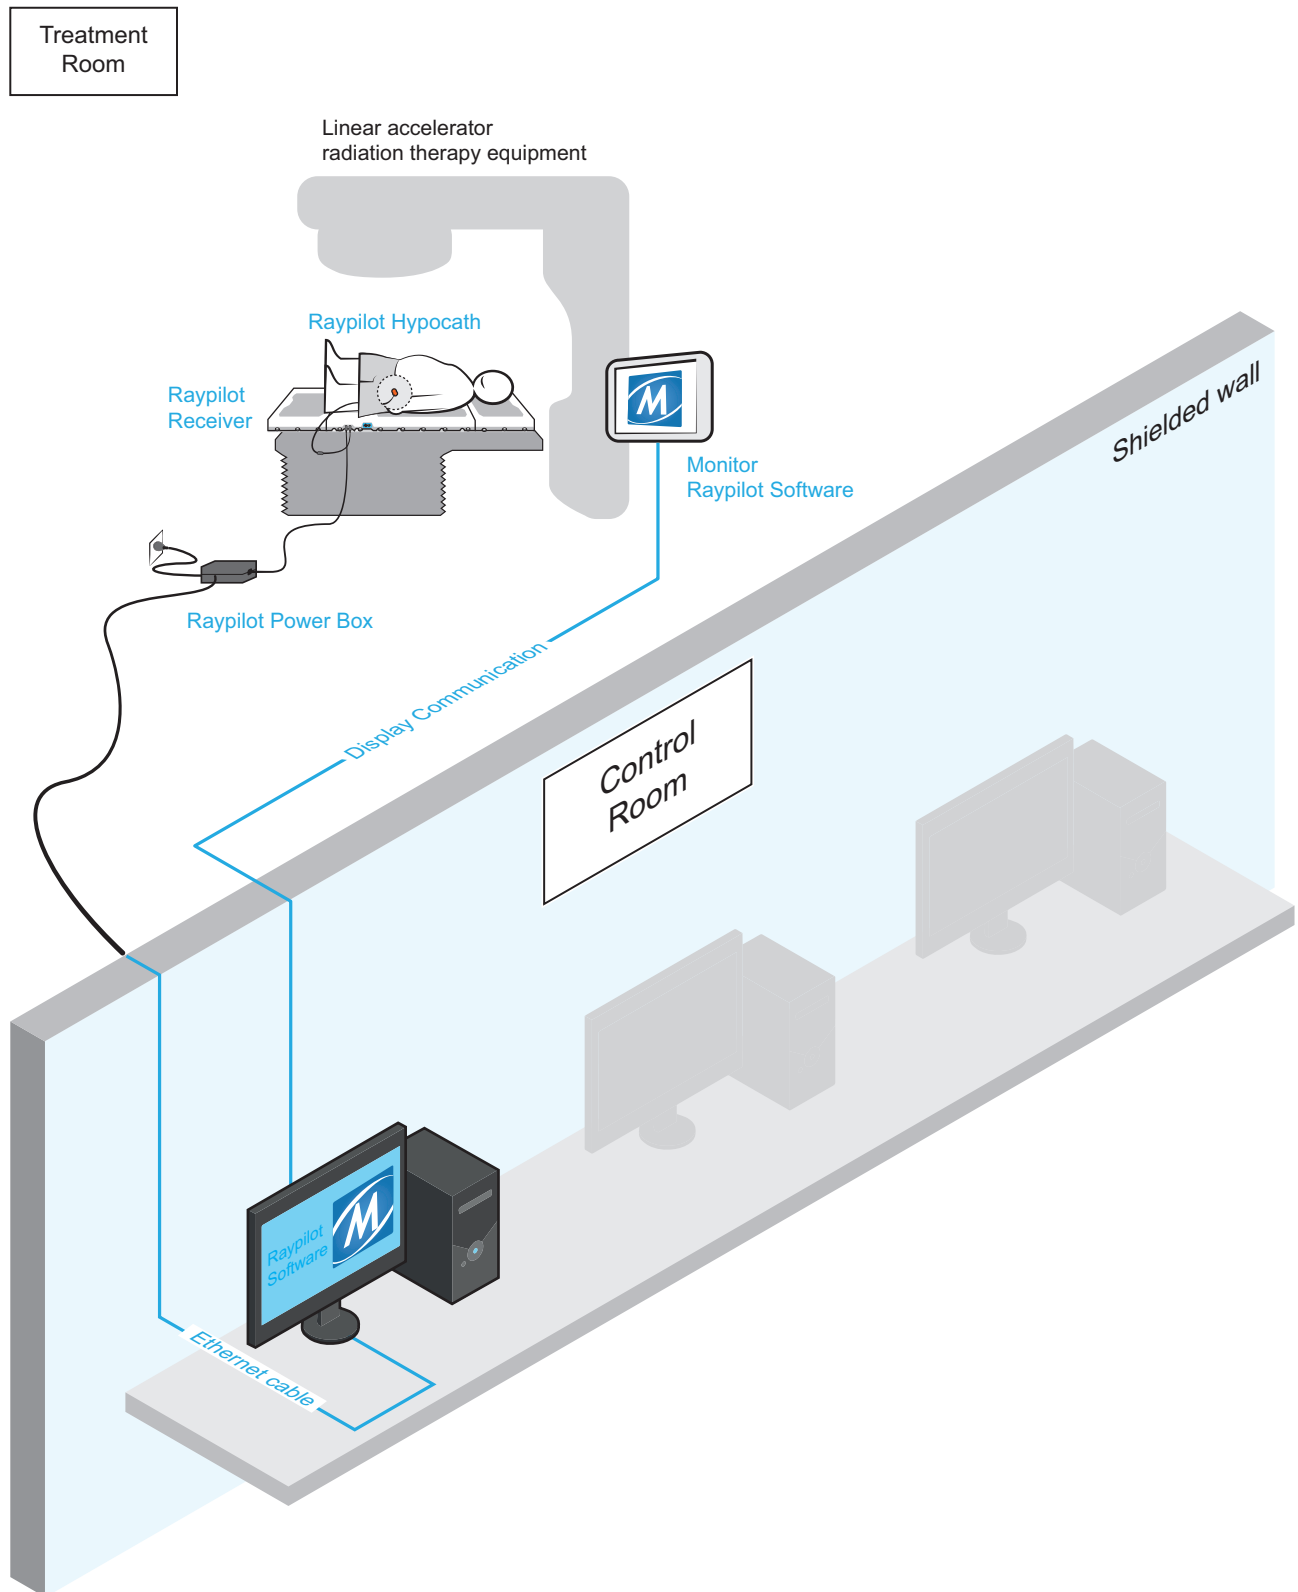 Treatment
Room
Linear accelerator
radiation therapy equipment
Raypilot Hypocath
Raypilot
Receiver
M
Monitor
Raypilot Software
Shielded wall
Raypilot Power Box
Display Communication
Control
Room
Raypilot
Software
M
Ethernet cable